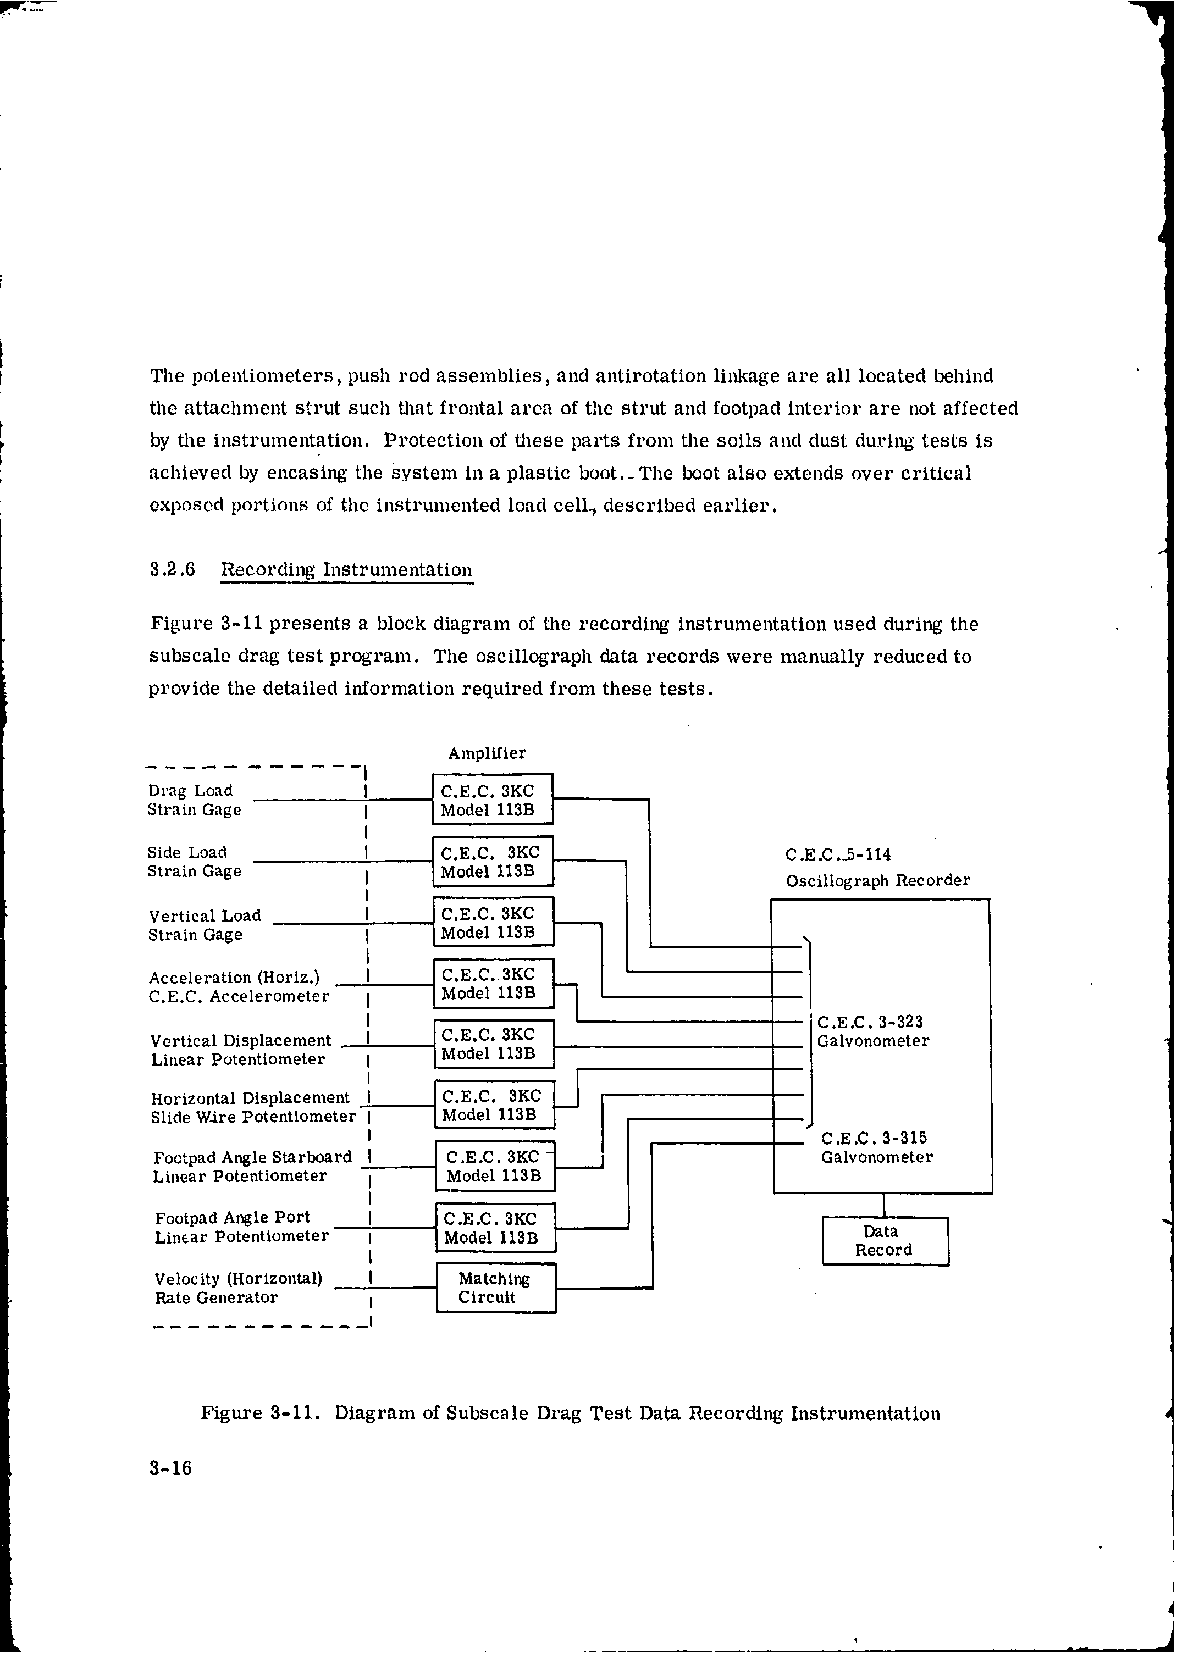 The potentiometers, push rod assemblies, and antirotation linkage are all located behind
the attachment strut such that frontal area of the strut and footpad interior are not affected
by the instrumentation. Protection of these parts from the soils and dust during tests is
achieved by encasing the system in a plastic boot. The boot also extends over critical
exposed portions of the instrumented load cell, described earlier.
3.2.6 Recording Instrumentation
Figure 3-11 presents a block diagram of the recording instrumentation used during the
subscale drag test program. The oscillograph data records were manually reduced to
provide the detailed information required from these tests.
Amplifier
Drag Load
Strain Gage
C.E.C. 3KC
Model 113B
Side Load
Strain Gage
C.E.C. 3KC
Model 113B
Vertical Load
Strain Gage
C.E.C. 3KC
Model 113B
Acceleration (Horiz.)
C.E.C. Accelerometer
C.E.C. 3KC
Model 113B
Vertical Displacement
Linear Potentiometer
C.E.C. 3KC
Model 113B
Horizontal Displacement
Slide Wire Potentiometer
C.E.C. 3KC
Model 113B
Footpad Angle Starboard
Linear Potentiometer
C.E.C. 3KC
Model 113B
Footpad Angle Port
Linear Potentiometer
C.E.C. 3KC
Model 113B
Velocity (Horizontal)
Rate Generator
Matching
Circuit
C.E.C. 5-114
Oscillograph Recorder
C.E.C. 3-323
Galvonometer
C.E.C. 3-315
Galvonometer
Data
Record
Figure 3-11. Diagram of Subscale Drag Test Data Recording Instrumentation
3-16